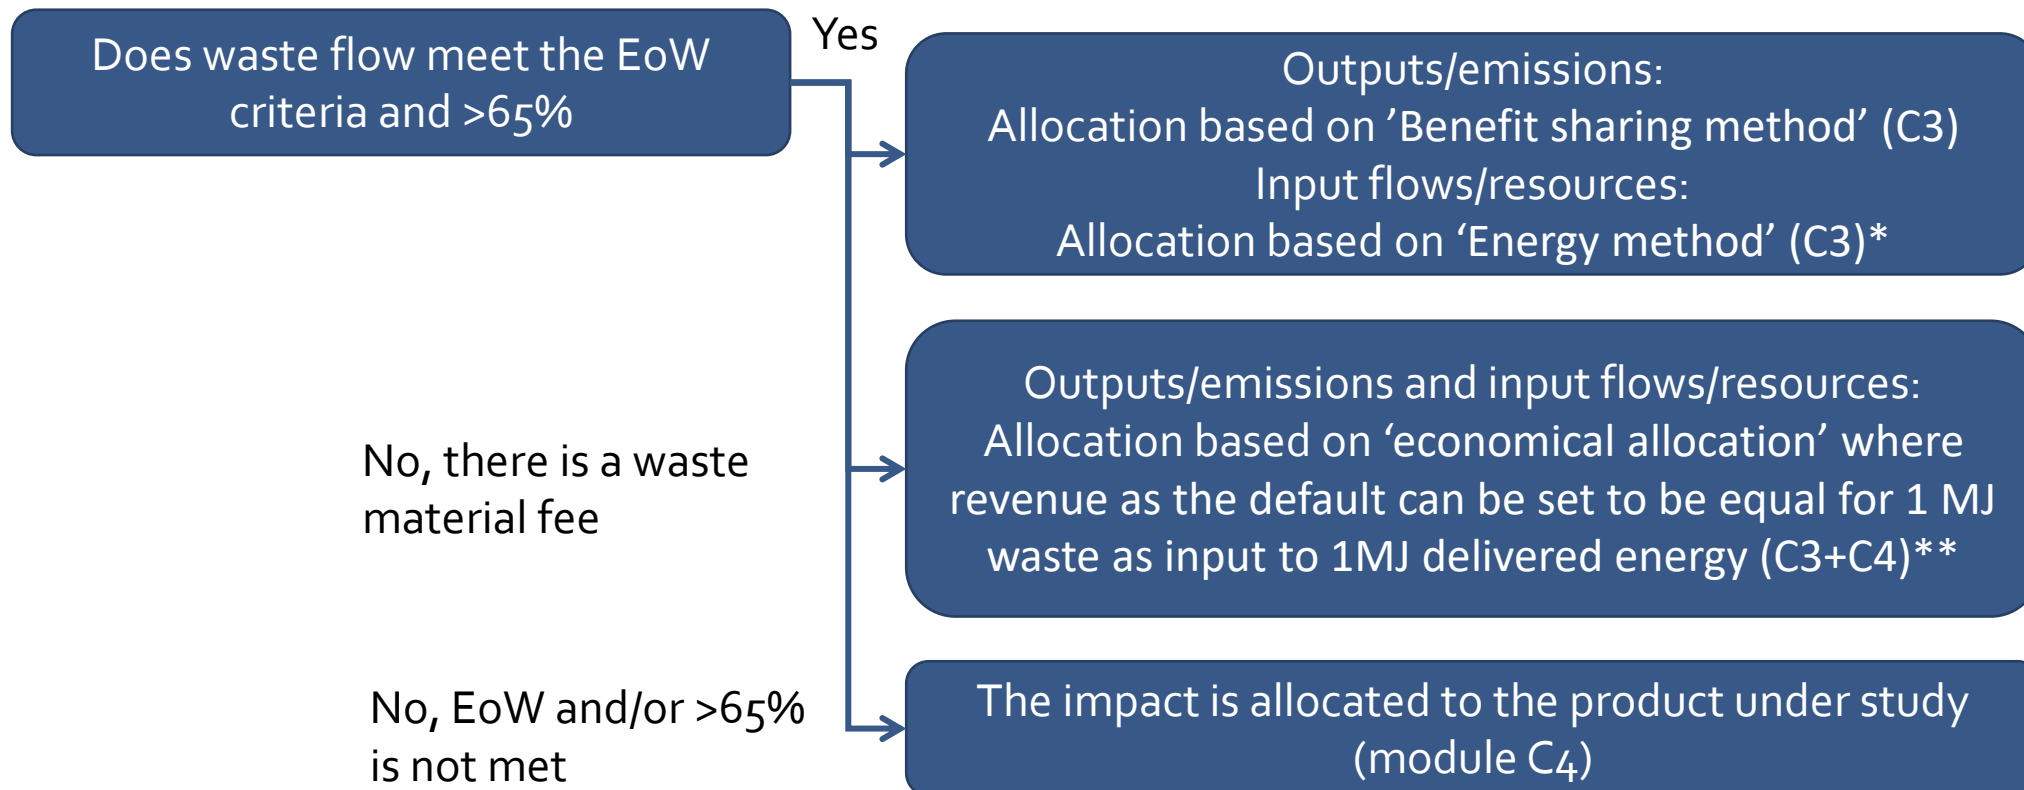 Does waste flow meet the EoW
criteria and >65%
Yes
Outputs/emissions:
Allocation based on ’Benefit sharing method’ (C3)
Input flows/resources:
Allocation based on ‘Energy method’ (C3)*
No, there is a waste
material fee
Outputs/emissions and input flows/resources:
Allocation based on ‘economical allocation’ where
revenue as the default can be set to be equal for 1 MJ
waste as input to 1MJ delivered energy (C3+C4)**
No, EoW and/or >65%
is not met
The impact is allocated to the product under study
(module C4)